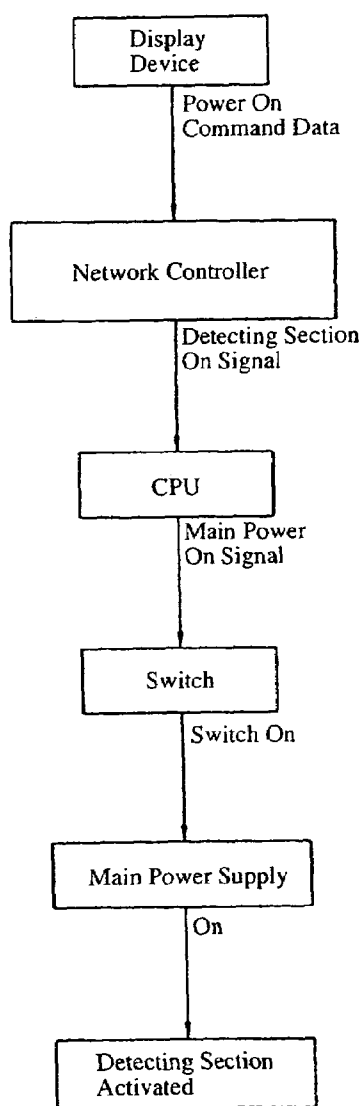 Display
Device
Power On
Command Data
Network Controller
Detecting Section
On Signal
CPU
Main Power
On Signal
Switch
Switch On
Main Power Supply
On
Detecting Section
Activated